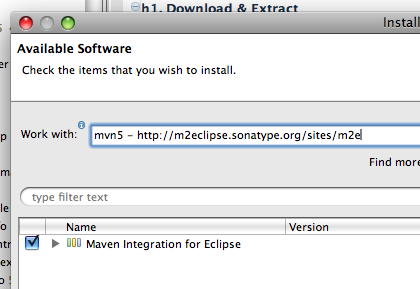 h1. Download & Extract
Install
Available Software
Check the items that you wish to install.
Work with:
mvn5 – http://m2eclipse.sonatype.org/sites/m2e
Find more
type filter text
Name
Version
Maven Integration for Eclipse